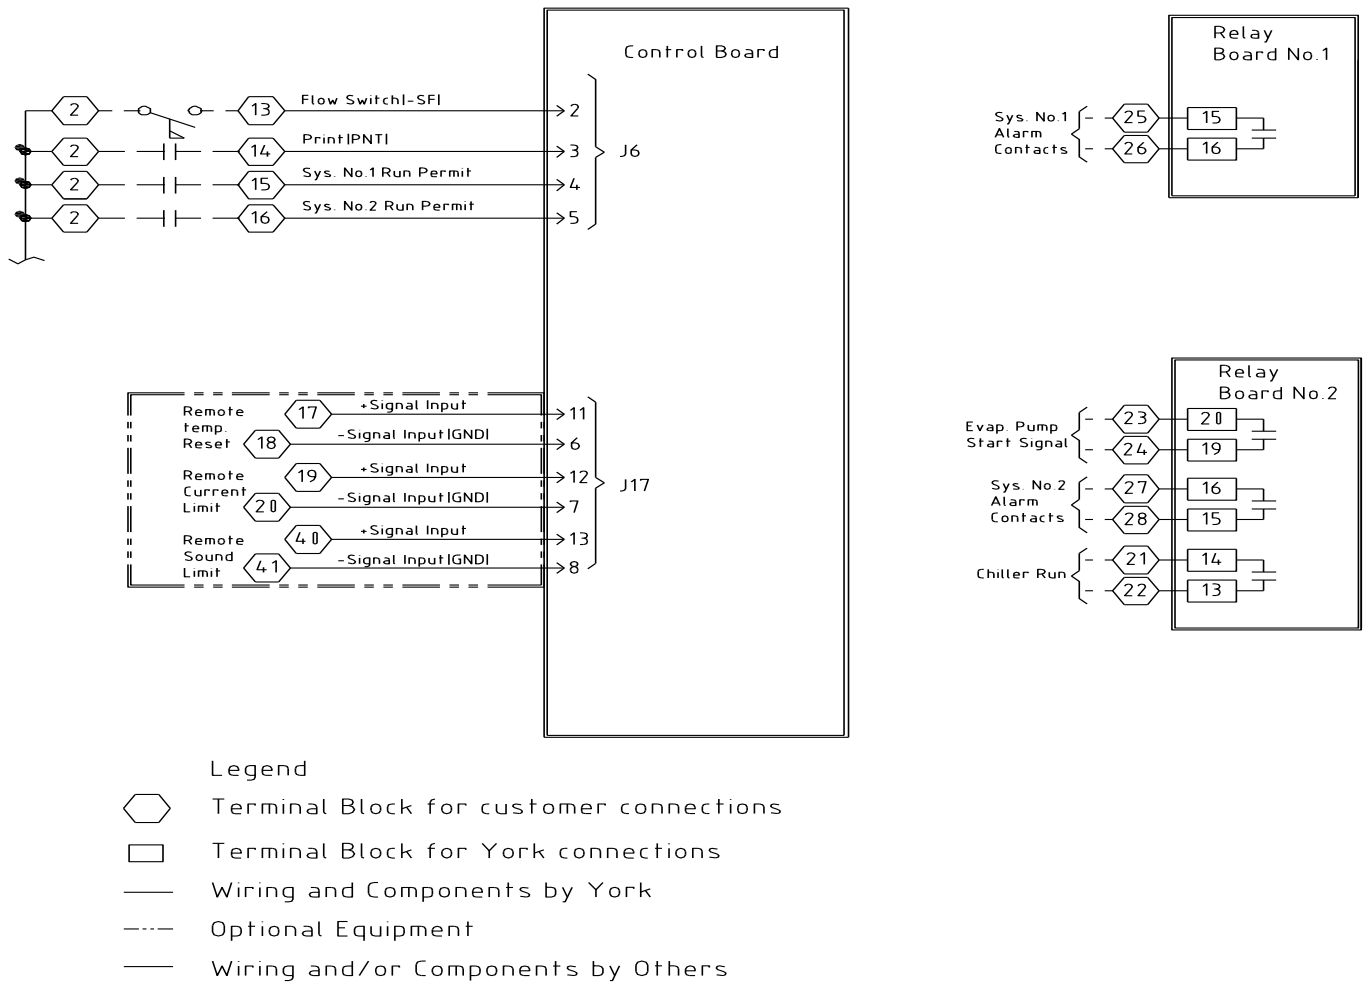 Control Board
2
13
Flow Switch|-SF|
2
2
14
Print|PNT|
3
2
15
Sys. No.1 Run Permit
4
2
16
Sys. No.2 Run Permit
5
J6
Remote
temp.
Reset
17
+Signal Input
11
18
-Signal Input|GND|
6
Remote
Current
Limit
19
+Signal Input
12
20
-Signal Input|GND|
7
Remote
Sound
Limit
40
+Signal Input
13
41
-Signal Input|GND|
8
J17
Relay
Board No.1
Sys. No.1
Alarm
Contacts
25
15
26
16
Relay
Board No.2
Evap. Pump
Start Signal
23
20
24
19
Sys. No.2
Alarm
Contacts
27
16
28
15
Chiller Run
21
14
22
13
Legend
Terminal Block for customer connections
Terminal Block for York connections
Wiring and Components by York
Optional Equipment
Wiring and/or Components by Others